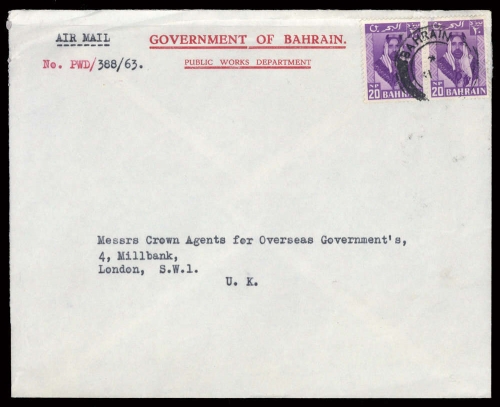 AIR MAIL
GOVERNMENT OF BAHRAIN.
No. PWD/388/63.
PUBLIC WORKS DEPARTMENT
البحرين
20 BAHRAIN
20 BAHRAIN
BAHRAIN
Messrs Crown Agents for Overseas Government's,
4, Millbank,
London, S.W.1.
U. K.